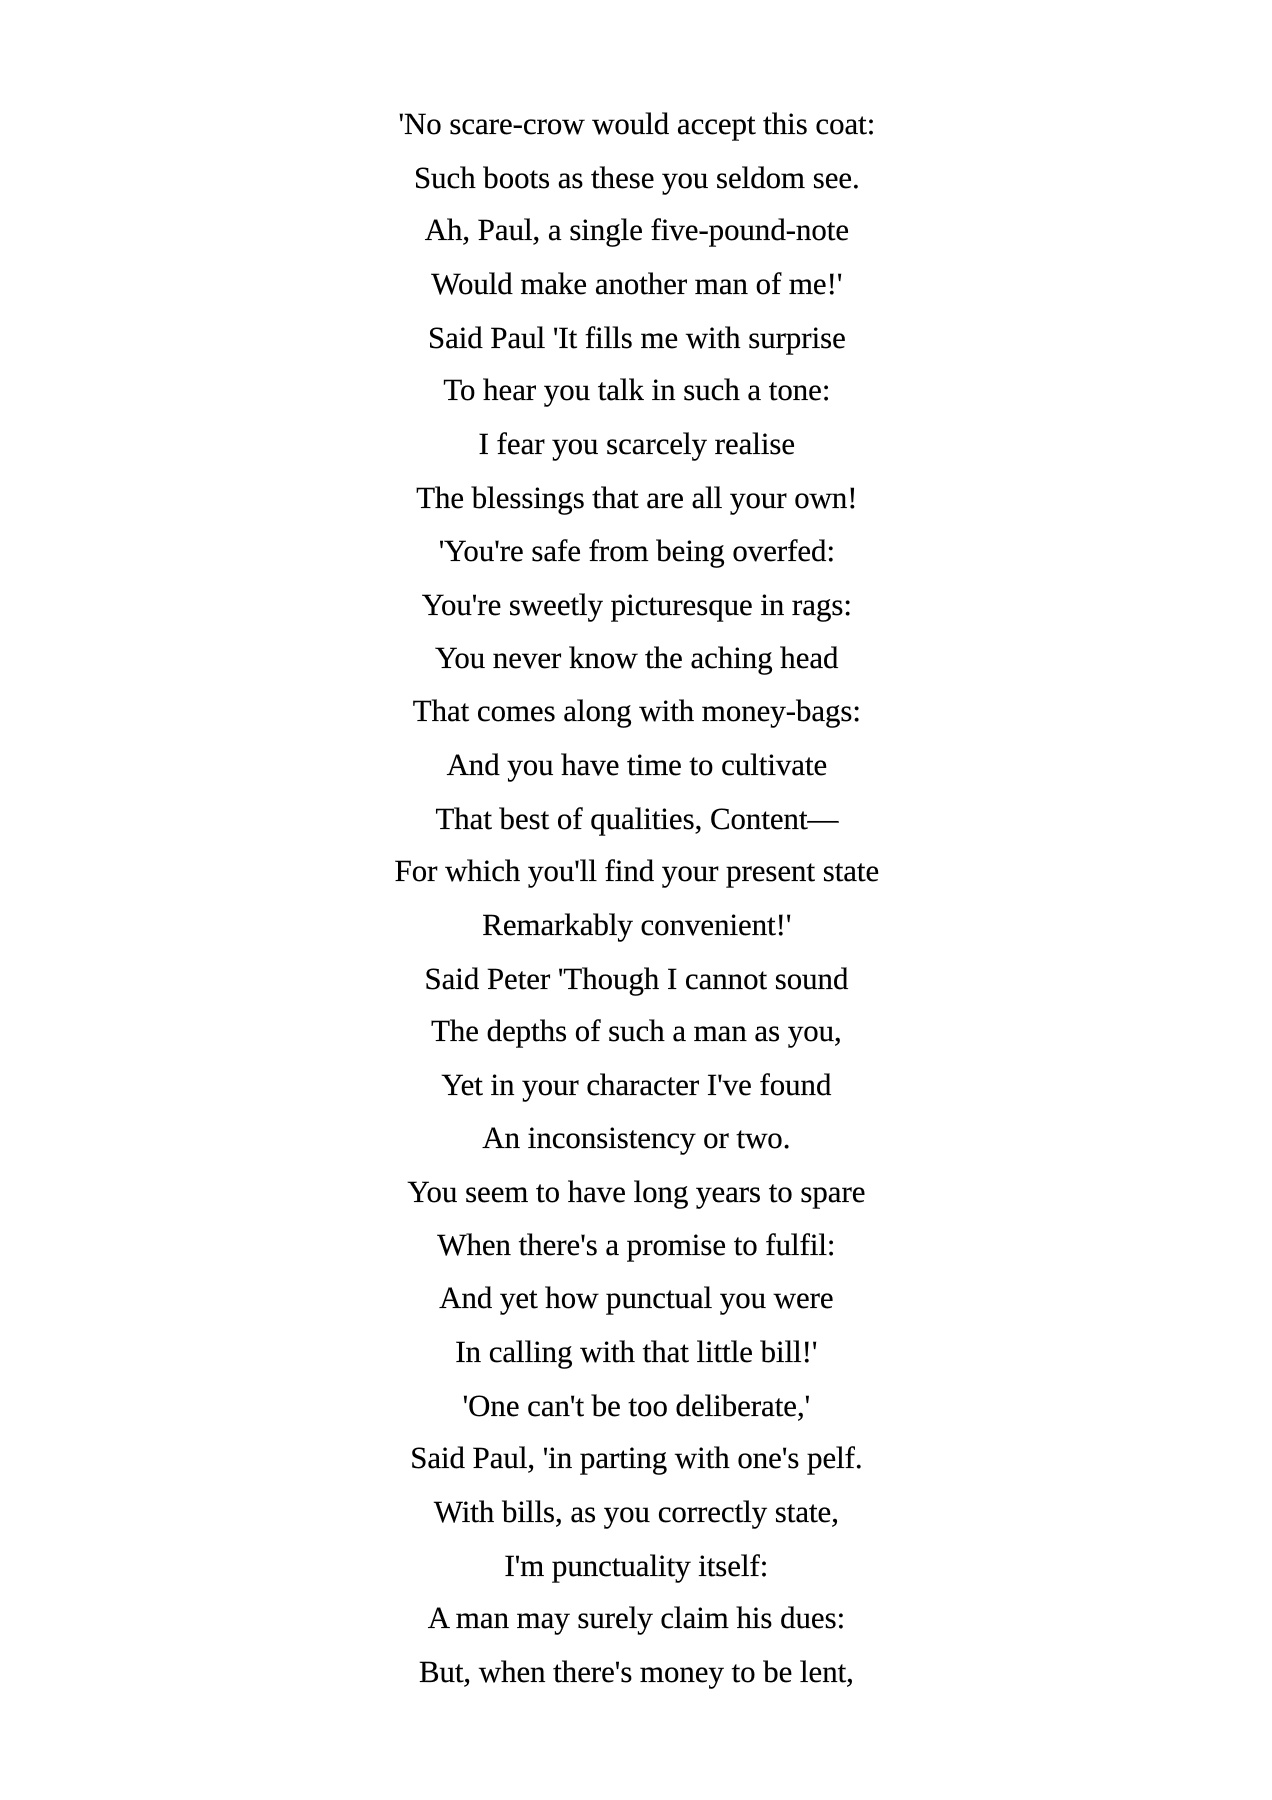 'No scare-crow would accept this coat:
Such boots as these you seldom see.
Ah, Paul, a single five-pound-note
Would make another man of me!'
Said Paul 'It fills me with surprise
To hear you talk in such a tone:
I fear you scarcely realise
The blessings that are all your own!
'You're safe from being overfed:
You're sweetly picturesque in rags:
You never know the aching head
That comes along with money-bags:
And you have time to cultivate
That best of qualities, Content—
For which you'll find your present state
Remarkably convenient!'
Said Peter 'Though I cannot sound
The depths of such a man as you,
Yet in your character I've found
An inconsistency or two.
You seem to have long years to spare
When there's a promise to fulfil:
And yet how punctual you were
In calling with that little bill!'
'One can't be too deliberate,'
Said Paul, 'in parting with one's pelf.
With bills, as you correctly state,
I'm punctuality itself:
A man may surely claim his dues:
But, when there's money to be lent,